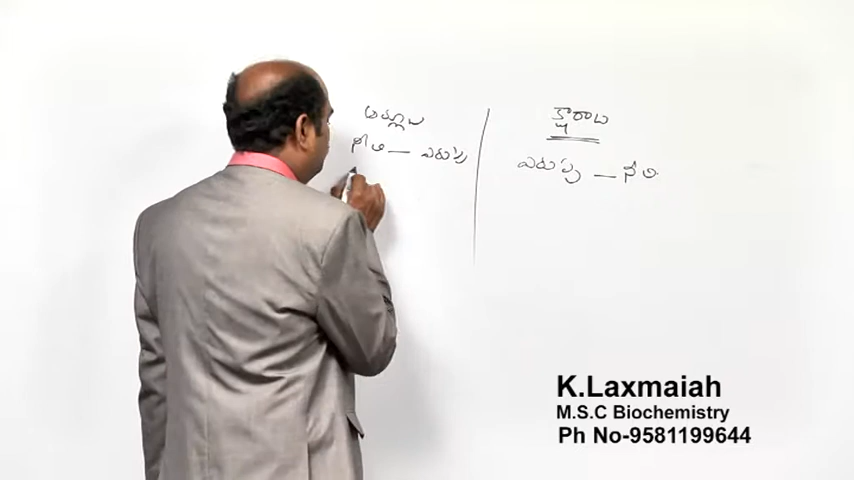 ఆమ్లాలు
నీలి — ఎరుపు
క్షారాలు
ఎరుపు — నీలి
K.Laxmaiah
M.S.C Biochemistry
Ph No-9581199644